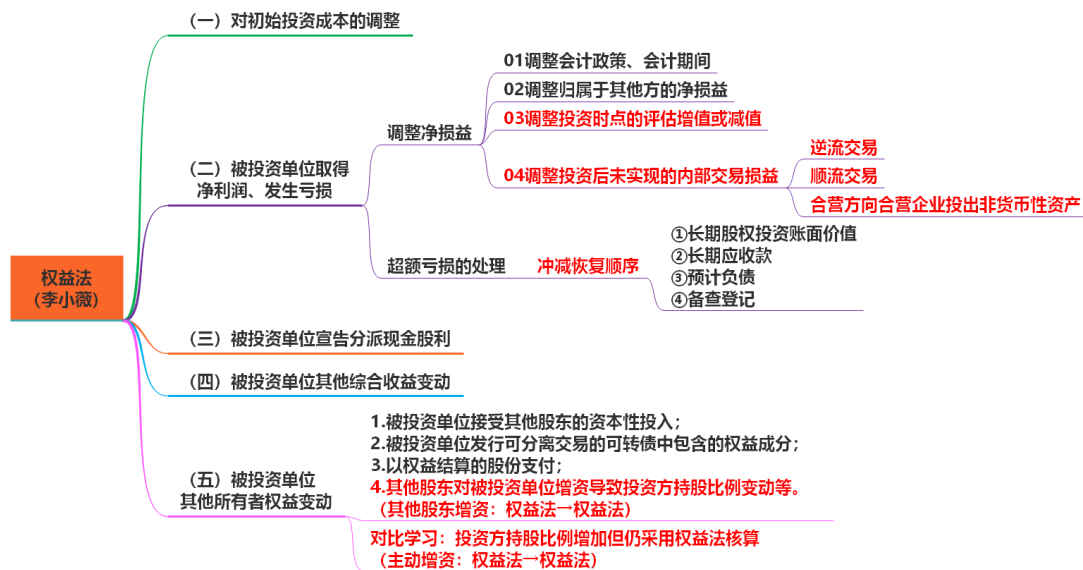 权益法
（李小薇）
（一）对初始投资成本的调整
（二）被投资单位取得
净利润、发生亏损
调整净损益
01调整会计政策、会计期间
02调整归属于其他方的净损益
03调整投资时点的评估增值或减值
04调整投资后未实现的内部交易损益
逆流交易
顺流交易
合营方向合营企业投出非货币性资产
超额亏损的处理
冲减恢复顺序
①长期股权投资账面价值
②长期应收款
③预计负债
④备查登记
（三）被投资单位宣告分派现金股利
（四）被投资单位其他综合收益变动
（五）被投资单位
其他所有者权益变动
1.被投资单位接受其他股东的资本性投入；
2.被投资单位发行可分离交易的可转债中包含的权益成分；
3.以权益结算的股份支付；
4.其他股东对被投资单位增资导致投资方持股比例变动等。
（其他股东增资：权益法→权益法）
对比学习：投资方持股比例增加但仍采用权益法核算
（主动增资：权益法→权益法）